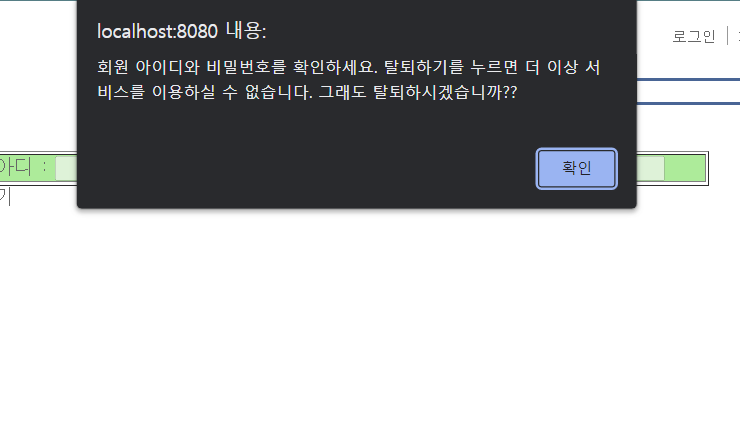 localhost:8080 내용:
로그인
회원 아이디와 비밀번호를 확인하세요. 탈퇴하기를 누르면 더 이상 서
비스를 이용하실 수 없습니다. 그래도 탈퇴하시겠습니까??
확인
아디 :
기